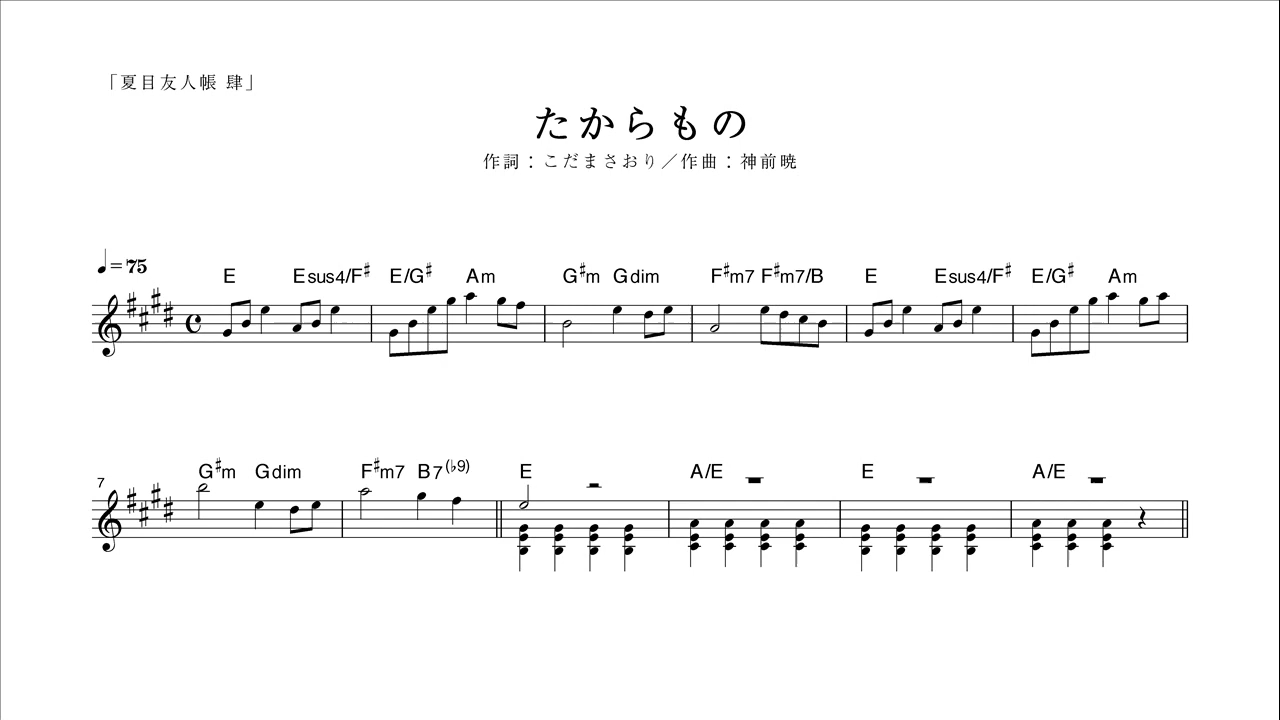 「夏目友人帳 肆」
たからもの
作詞：こだまさおり／作曲：神前暁
♩=75
E Esus4/F♯ E/G♯ Am G♯m Gdim F♯m7 F♯m7/B E Esus4/F♯ E/G♯ Am
G♯m Gdim F♯m7 B7(♭9) E A/E E A/E
7